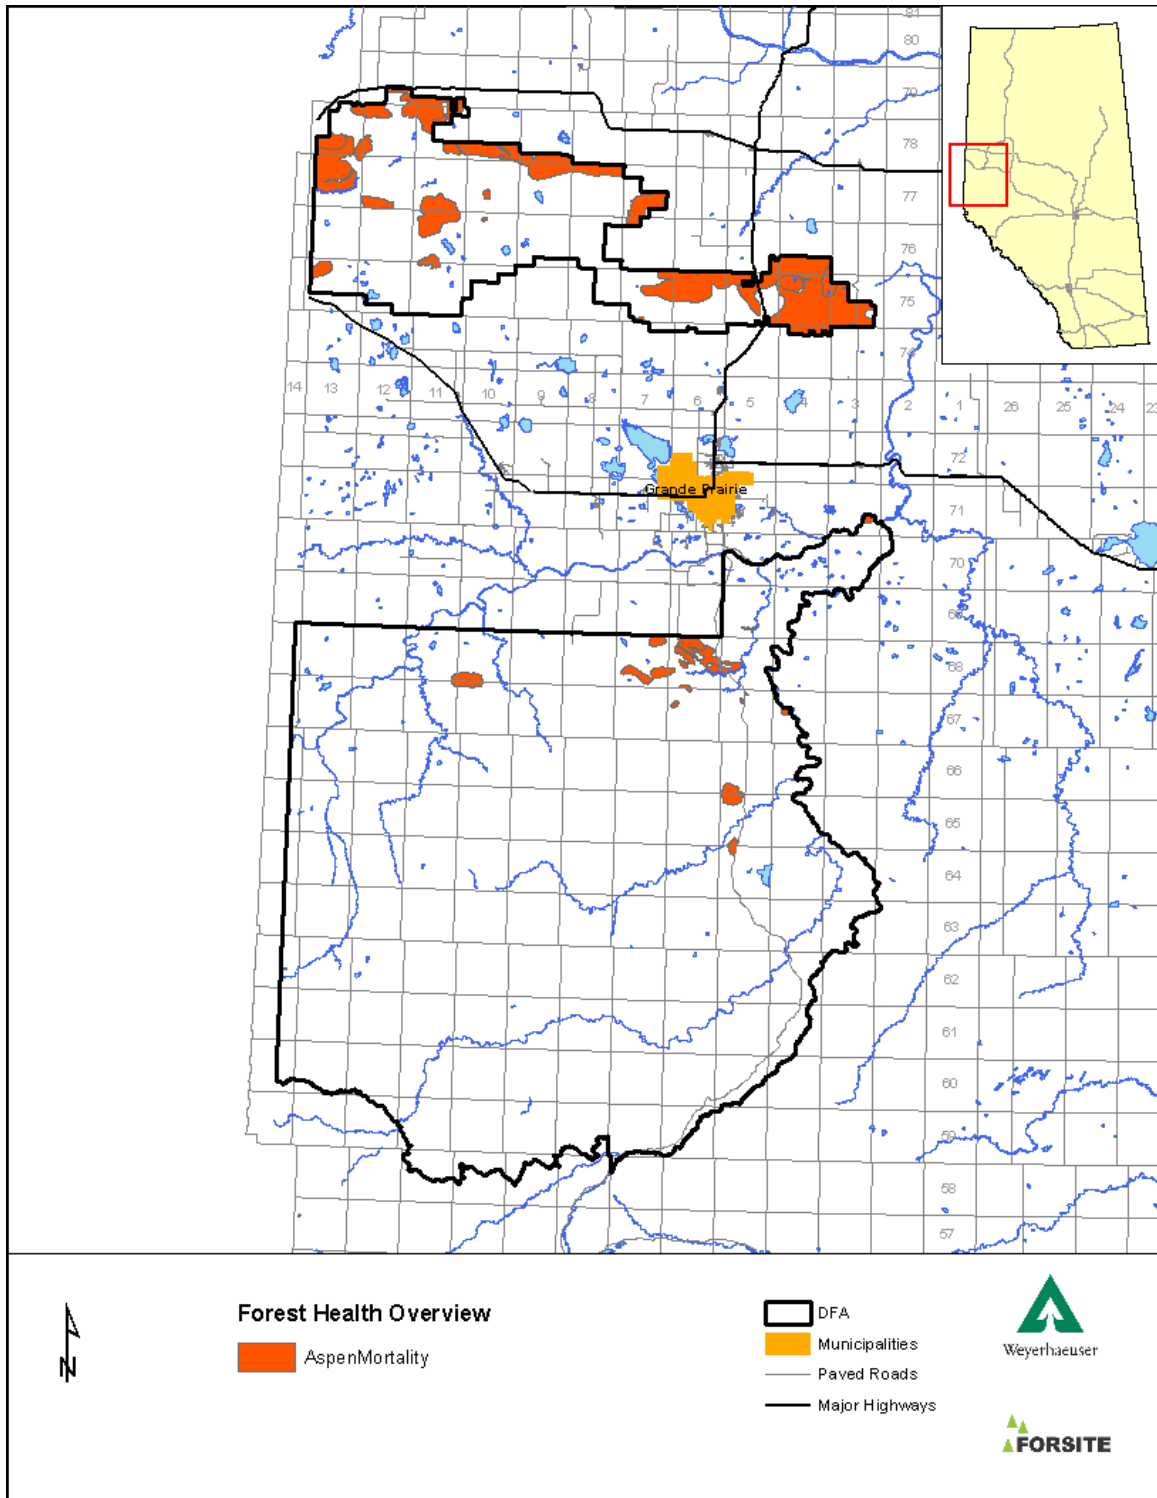 81
80
79
78
77
76
75
74
14 13 12 11 10 9 8 7 6 5 4 3 2 1 26 25 24 23
72
Grande Prairie
71
70
69
68
67
66
65
64
63
62
61
60
59
58
57
N
Forest Health Overview
AspenMortality
DFA
Municipalities
Paved Roads
Major Highways
Weyerhaeuser
FORSITE